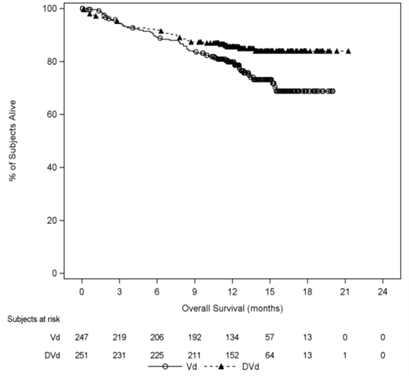 100
80
60
40
20
0
% of Subjects Alive
0 3 6 9 12 15 18 21 24
Overall Survival (months)
Subjects at risk
Vd 247 219 206 192 134 57 13 0 0
DVd 251 231 225 211 152 64 13 1 0
Vd DVd